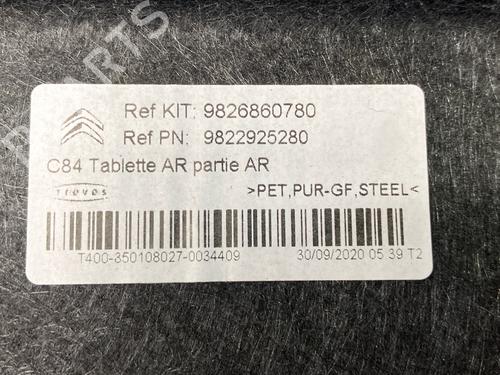 PARTS
Ref KIT: 9826860780
Ref PN: 9822925280
C84 Tablette AR partie AR
treves
>PET,PUR-GF,STEEL<
T400-350108027-0034409
30/09/2020 05 39 T2